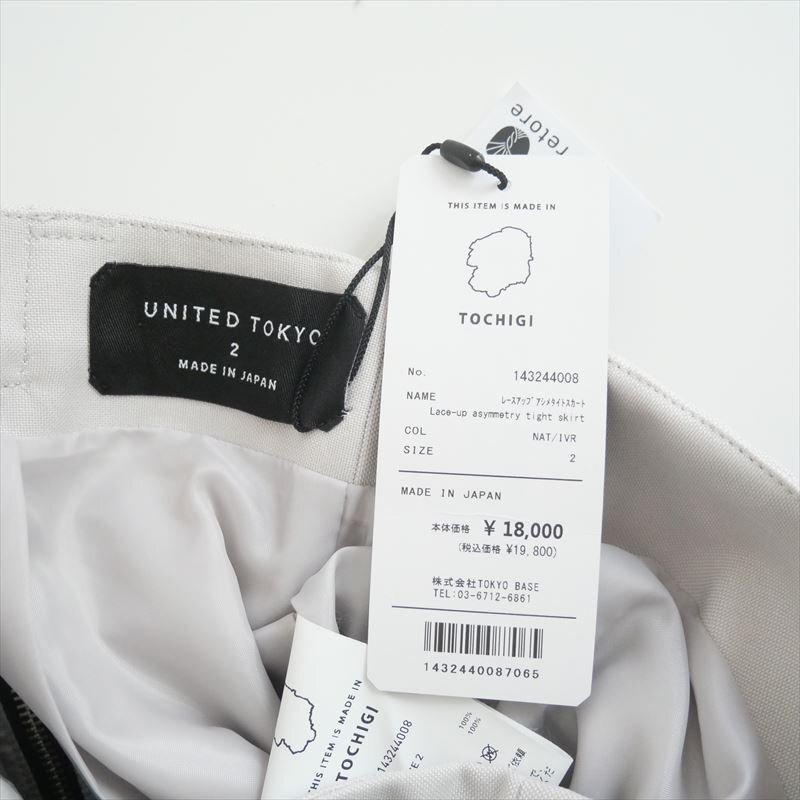 retore
THIS ITEM IS MADE IN
TOCHIGI
No. 143244008
NAME レースアップアシメタイトスカート
Lace-up asymmetry tight skirt
COL NAT/IVR
SIZE 2
MADE IN JAPAN
本体価格 ¥ 18,000
(税込価格 ¥19,800)
株式会社TOKYO BASE
TEL:03-6712-6861
1432440087065
UNITED TOKYO
2
MADE IN JAPAN
THIS ITEM IS MADE IN
TOCHIGI
143244008
2
100%
100%